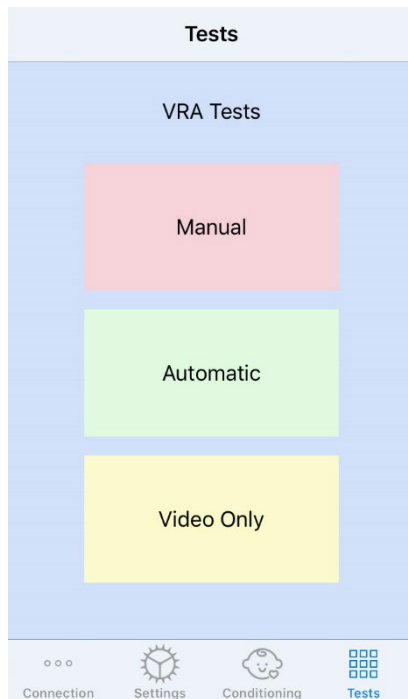 Tests
VRA Tests
Manual
Automatic
Video Only
Connection Settings Conditioning Tests